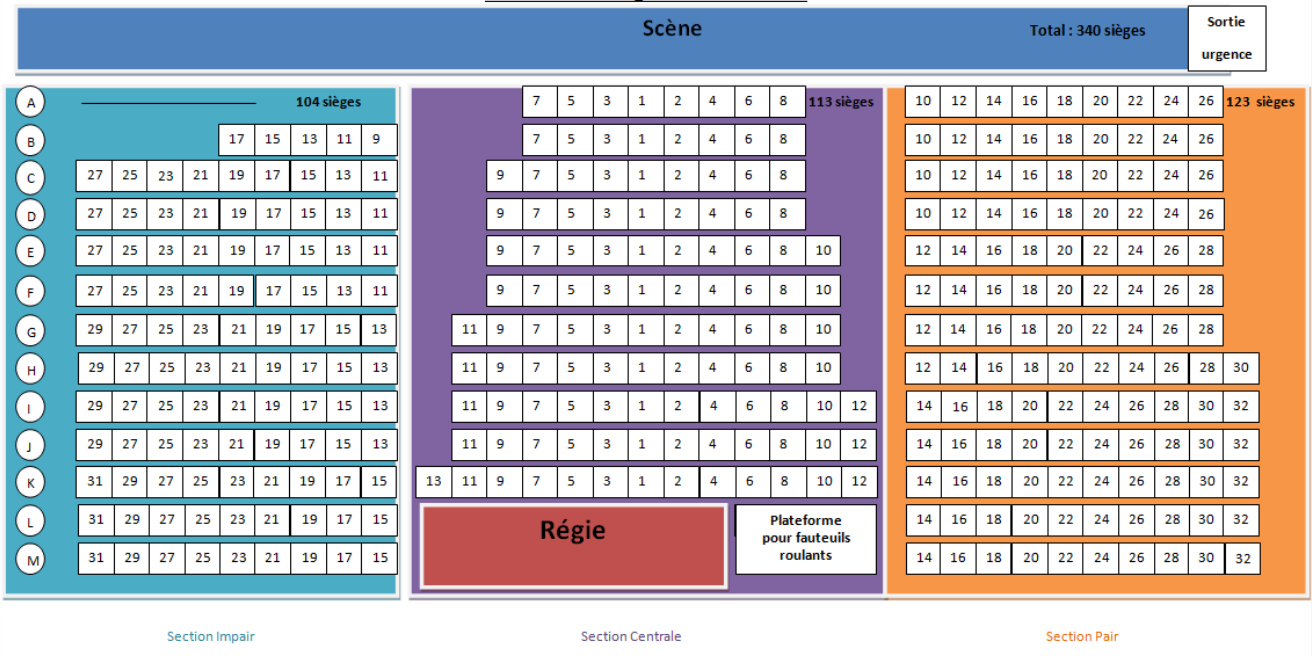 Scène
Total : 340 sièges
Sortie
urgence
A 104 sièges 7 5 3 1 2 4 6 8 113 sièges 10 12 14 16 18 20 22 24 26 123 sièges
B 17 15 13 11 9 7 5 3 1 2 4 6 8 10 12 14 16 18 20 22 24 26
C 27 25 23 21 19 17 15 13 11 9 7 5 3 1 2 4 6 8 10 12 14 16 18 20 22 24 26
D 27 25 23 21 19 17 15 13 11 9 7 5 3 1 2 4 6 8 10 12 14 16 18 20 22 24 26
E 27 25 23 21 19 17 15 13 11 9 7 5 3 1 2 4 6 8 10 12 14 16 18 20 22 24 26 28
F 27 25 23 21 19 17 15 13 11 9 7 5 3 1 2 4 6 8 10 12 14 16 18 20 22 24 26 28
G 29 27 25 23 21 19 17 15 13 11 9 7 5 3 1 2 4 6 8 10 12 14 16 18 20 22 24 26 28
H 29 27 25 23 21 19 17 15 13 11 9 7 5 3 1 2 4 6 8 10 12 14 16 18 20 22 24 26 28 30
I 29 27 25 23 21 19 17 15 13 11 9 7 5 3 1 2 4 6 8 10 12 14 16 18 20 22 24 26 28 30 32
J 29 27 25 23 21 19 17 15 13 11 9 7 5 3 1 2 4 6 8 10 12 14 16 18 20 22 24 26 28 30 32
K 31 29 27 25 23 21 19 17 15 13 11 9 7 5 3 1 2 4 6 8 10 12 14 16 18 20 22 24 26 28 30 32
L 31 29 27 25 23 21 19 17 15 14 16 18 20 22 24 26 28 30 32
M 31 29 27 25 23 21 19 17 15 14 16 18 20 22 24 26 28 30 32
Régie
Plateforme
pour fauteuils
roulants
Section Impair
Section Centrale
Section Pair